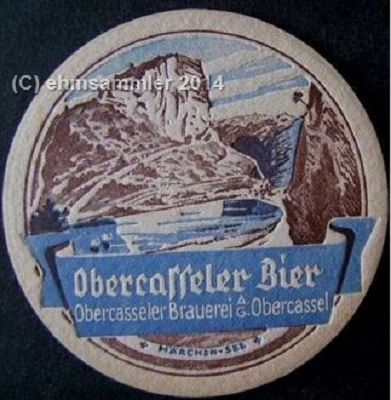 (C) ehmsammler 2014
Obercasseler Bier
Obercasseler Brauerei A.G. Obercassel
MÄRCHEN-SEE